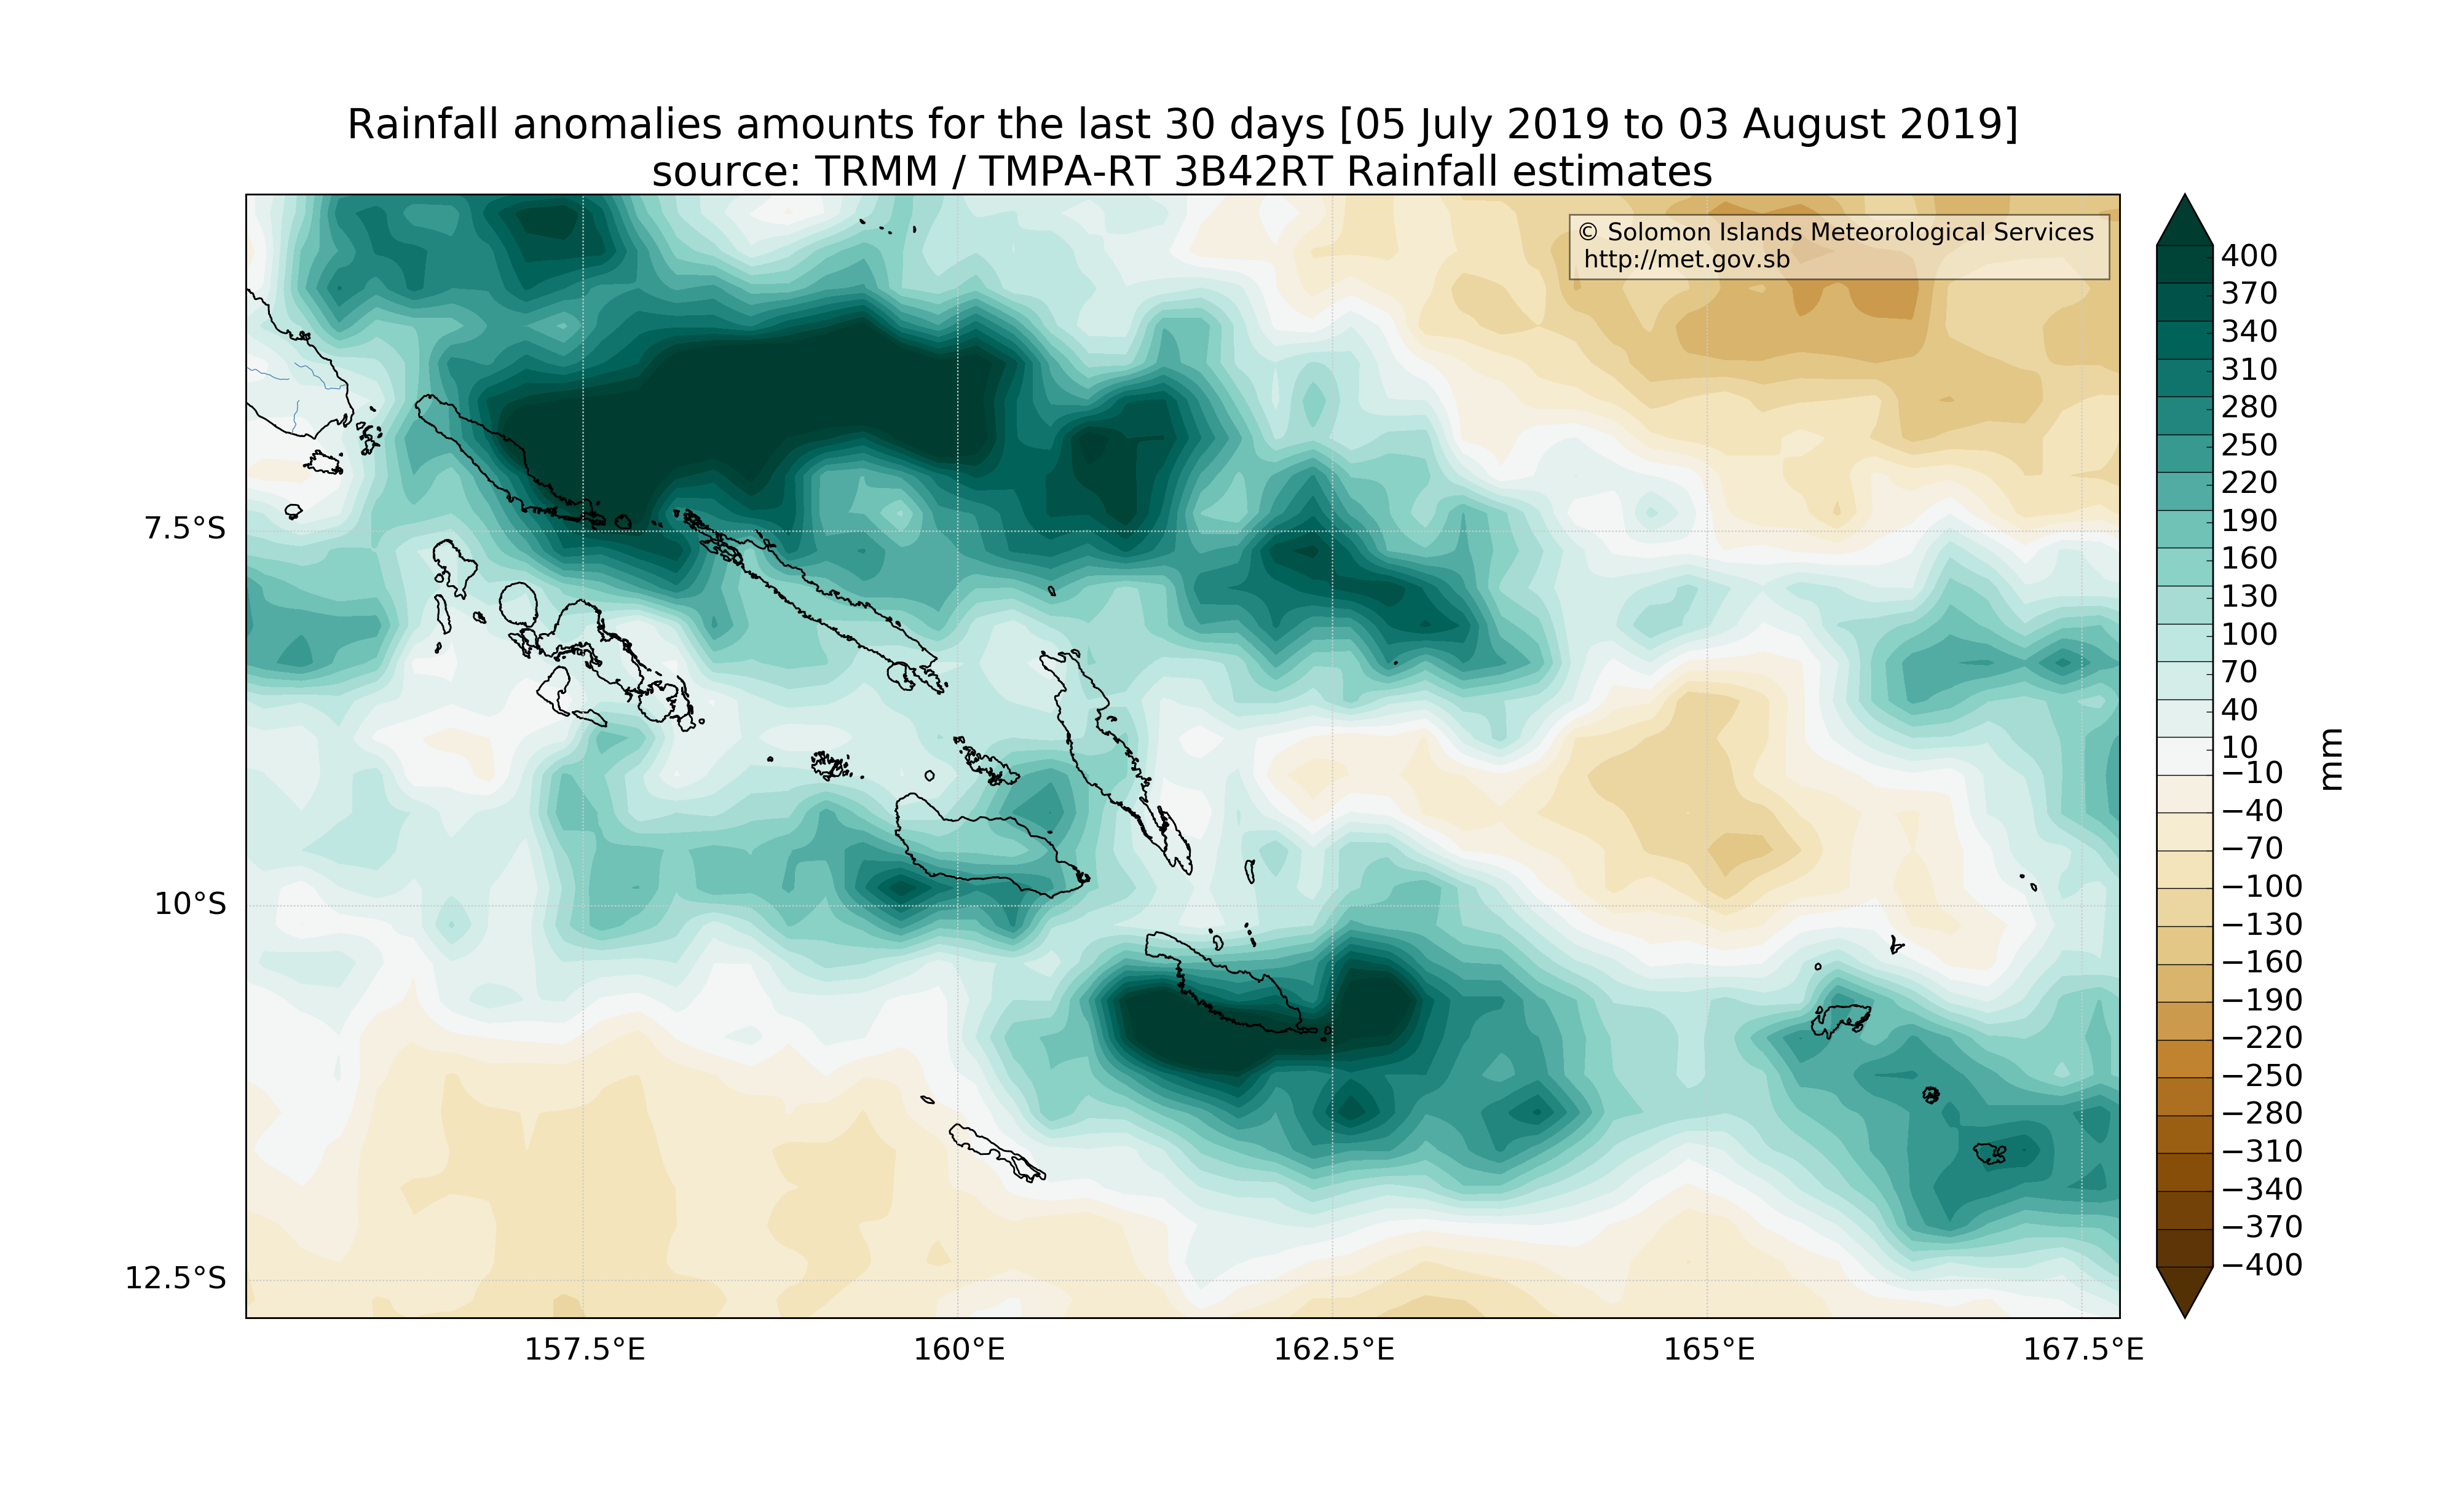 Rainfall anomalies amounts for the last 30 days [05 July 2019 to 03 August 2019]
source: TRMM / TMPA-RT 3B42RT Rainfall estimates
© Solomon Islands Meteorological Services
http://met.gov.sb
7.5°S
10°S
12.5°S
157.5°E
160°E
162.5°E
165°E
167.5°E
400
370
340
310
280
250
220
190
160
130
100
70
40
10
−10
−40
−70
−100
−130
−160
−190
−220
−250
−280
−310
−340
−370
−400
mm